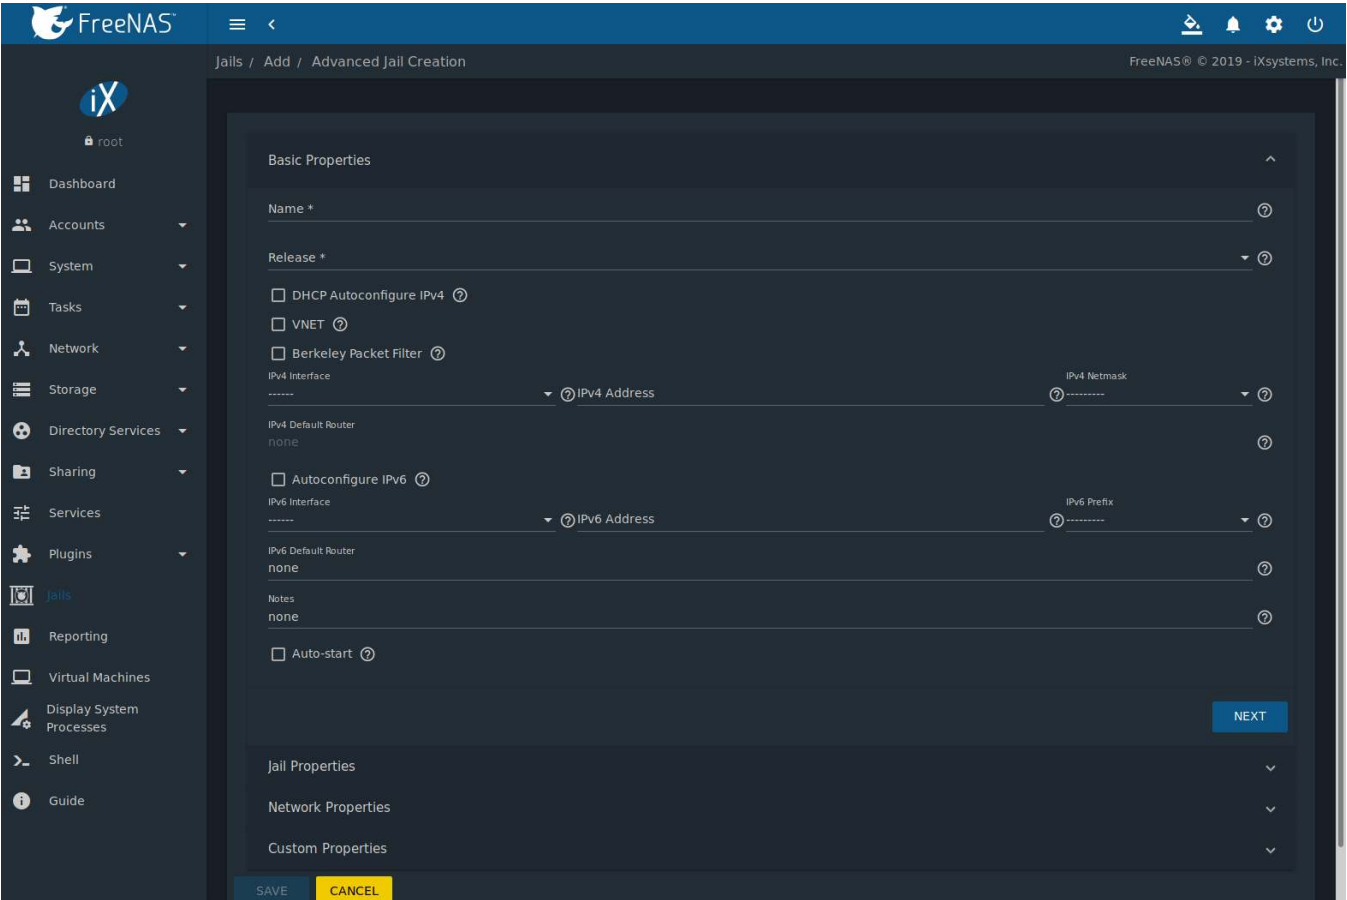 FreeNAS®
Jails / Add / Advanced Jail Creation
FreeNAS® © 2019 - iXsystems, Inc.
iX
root
Dashboard
Accounts
System
Tasks
Network
Storage
Directory Services
Sharing
Services
Plugins
Jails
Reporting
Virtual Machines
Display System
Processes
Shell
Guide
Basic Properties
Name *
Release *
DHCP Autoconfigure IPv4
VNET
Berkeley Packet Filter
IPv4 Interface
------
IPv4 Address
IPv4 Netmask
---------
IPv4 Default Router
none
Autoconfigure IPv6
IPv6 Interface
------
IPv6 Address
IPv6 Prefix
---------
IPv6 Default Router
none
Notes
none
Auto-start
NEXT
Jail Properties
Network Properties
Custom Properties
SAVE
CANCEL